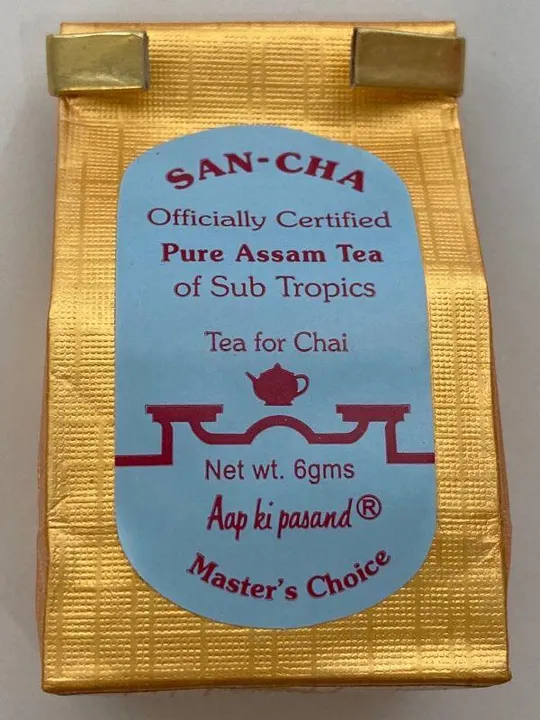 SAN-CHA
Officially Certified
Pure Assam Tea
of Sub Tropics
Tea for Chai
Net wt. 6gms
Aap ki pasand®
Master's Choice